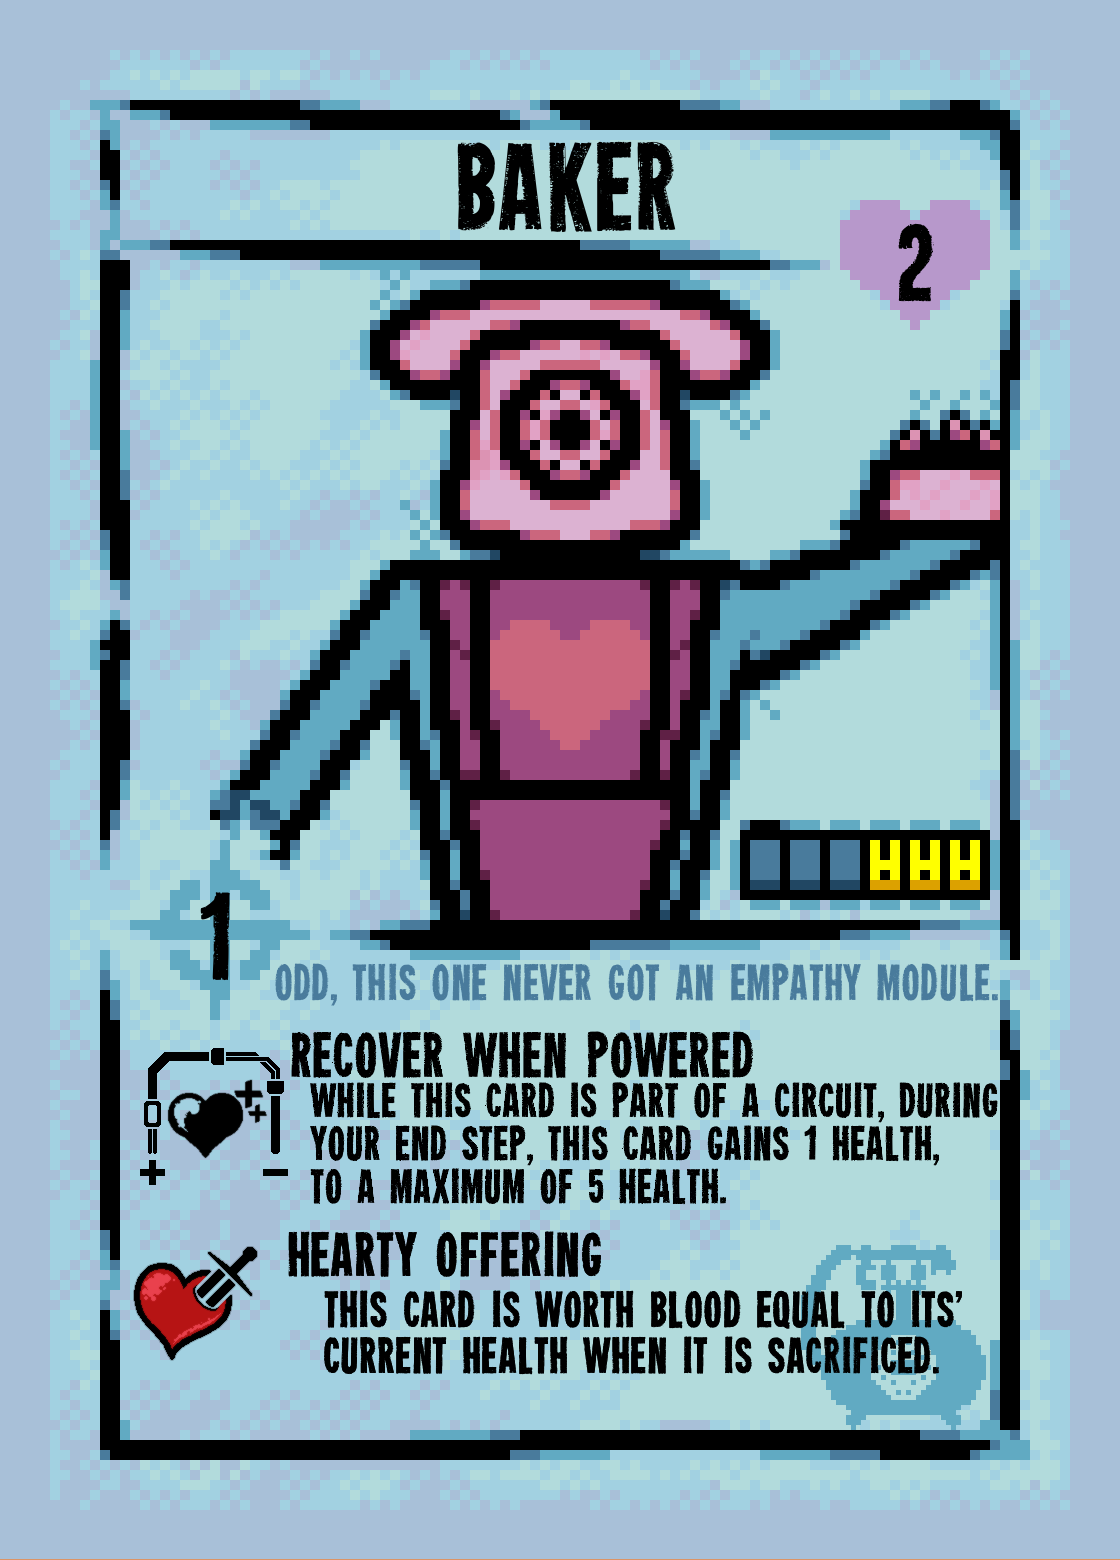 BAKER
2
1
ODD, THIS ONE NEVER GOT AN EMPATHY MODULE.
RECOVER WHEN POWERED
WHILE THIS CARD IS PART OF A CIRCUIT, DURING
YOUR END STEP, THIS CARD GAINS 1 HEALTH,
TO A MAXIMUM OF 5 HEALTH.
HEARTY OFFERING
THIS CARD IS WORTH BLOOD EQUAL TO ITS'
CURRENT HEALTH WHEN IT IS SACRIFICED.